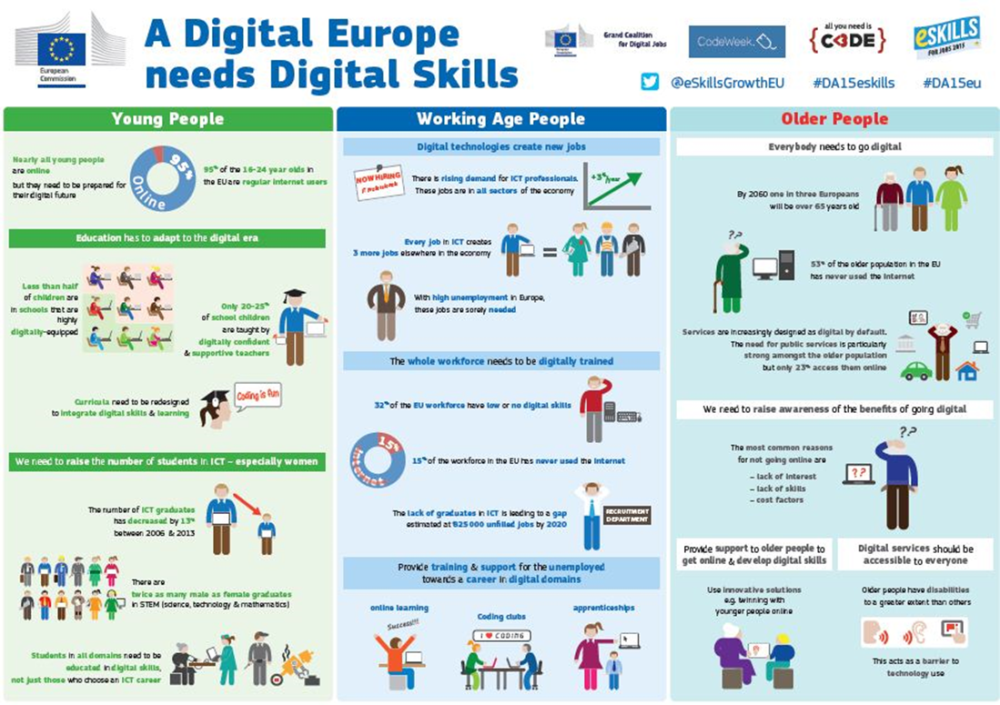 European
Commission
A Digital Europe
needs Digital Skills
European
Commission
Grand Coalition
for Digital Jobs
CodeWeek.
all you need is
{C<3DE}
eSKILLS
FOR JOBS 2015
@eSkillsGrowthEU
#DA15eskills
#DA15eu
Young People
Nearly all young people
are online
but they need to be prepared for
their digital future
95%
Online
95% of the 16-24 year olds in
the EU are regular internet users
Education has to adapt to the digital era
Less than half
of children are
in schools that are
highly
digitally-equipped
Only 20-25%
of school children
are taught by
digitally confident
& supportive teachers
Curricula need to be redesigned
to integrate digital skills & learning
Coding is fun
We need to raise the number of students in ICT – especially women
The number of ICT graduates
has decreased by 13%
between 2006 & 2013
There are
twice as many male as female graduates
in STEM (science, technology & mathematics)
Students in all domains need to be
educated in digital skills,
not just those who choose an ICT career
Working Age People
Digital technologies create new jobs
NOW HIRING
There is rising demand for ICT professionals.
These jobs are in all sectors of the economy
+3%/year
Every job in ICT creates
3 more jobs elsewhere in the economy
=
With high unemployment in Europe,
these jobs are sorely needed
The whole workforce needs to be digitally trained
32% of the EU workforce have low or no digital skills
15%
internet
15% of the workforce in the EU has never used the internet
The lack of graduates in ICT is leading to a gap
estimated at 825 000 unfilled jobs by 2020
RECRUITMENT
DEPARTMENT
Provide training & support for the unemployed
towards a career in digital domains
online learning
SUCCESS!!!
Coding clubs
I ♥ CODING
apprenticeships
Older People
Everybody needs to go digital
By 2060 one in three Europeans
will be over 65 years old
??
53% of the older population in the EU
has never used the internet
Services are increasingly designed as digital by default.
The need for public services is particularly
strong amongst the older population
but only 23% access them online
We need to raise awareness of the benefits of going digital
The most common reasons
for not going online are
– lack of interest
– lack of skills
– cost factors
??
??
Provide support to older people to
get online & develop digital skills
Use innovative solutions
e.g. twinning with
younger people online
Digital services should be
accessible to everyone
Older people have disabilities
to a greater extent than others
This acts as a barrier to
technology use